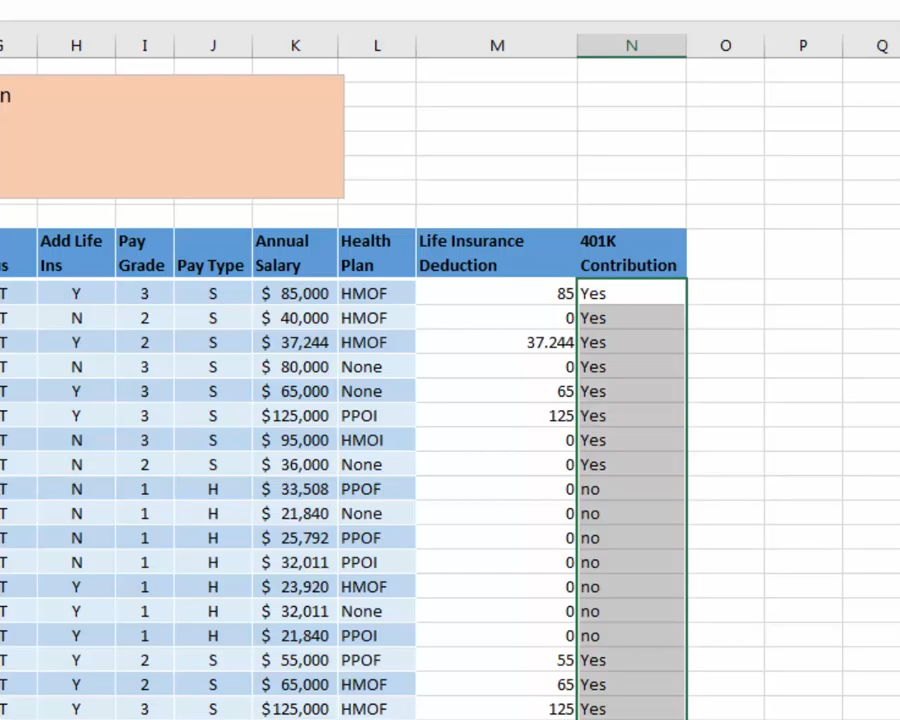 G H I J K L M N O P Q
n
Add Life Pay Annual Health Life Insurance 401K
s Ins Grade Pay Type Salary Plan Deduction Contribution
T Y 3 S $ 85,000 HMOF 85 Yes
T N 2 S $ 40,000 HMOF 0 Yes
T Y 2 S $ 37,244 HMOF 37.244 Yes
T N 3 S $ 80,000 None 0 Yes
T Y 3 S $ 65,000 None 65 Yes
T Y 3 S $125,000 PPOI 125 Yes
T N 3 S $ 95,000 HMOI 0 Yes
T N 2 S $ 36,000 None 0 Yes
T N 1 H $ 33,508 PPOF 0 no
T N 1 H $ 21,840 None 0 no
T N 1 H $ 25,792 PPOF 0 no
T N 1 H $ 32,011 PPOI 0 no
T Y 1 H $ 23,920 HMOF 0 no
T Y 1 H $ 32,011 None 0 no
T Y 1 H $ 21,840 PPOI 0 no
T Y 2 S $ 55,000 PPOF 55 Yes
T Y 2 S $ 65,000 HMOF 65 Yes
T Y 3 S $125,000 HMOF 125 Yes